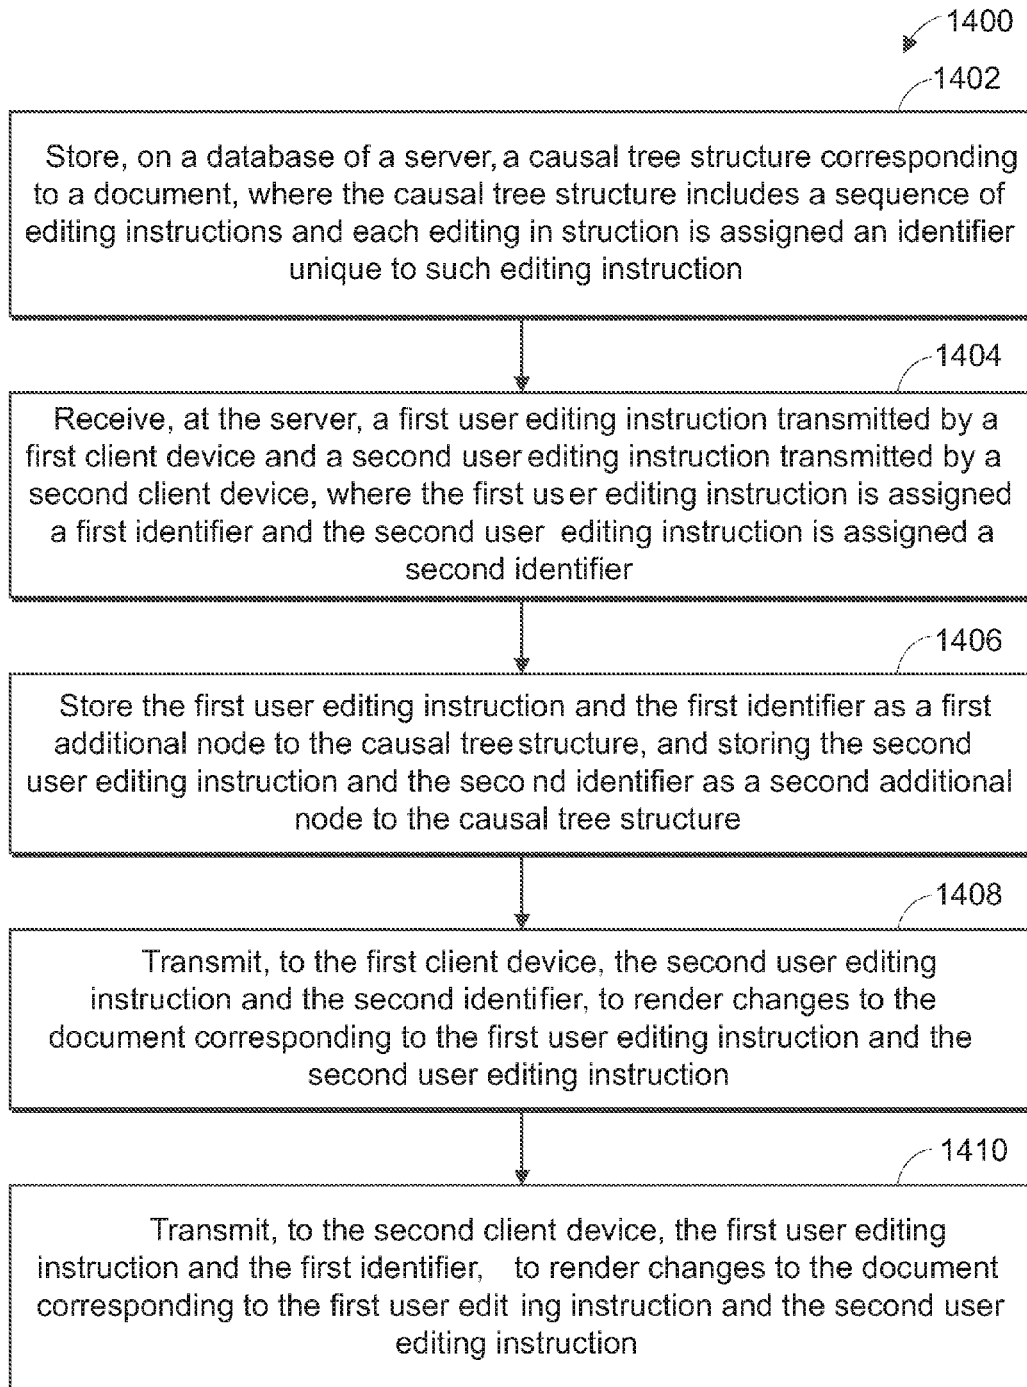 1400
1402
Store, on a database of a server, a causal tree structure corresponding
to a document, where the causal tree structure includes a sequence of
editing instructions and each editing in struction is assigned an identifier
unique to such editing instruction
1404
Receive, at the server, a first user editing instruction transmitted by a
first client device and a second user editing instruction transmitted by a
second client device, where the first user editing instruction is assigned
a first identifier and the second user editing instruction is assigned a
second identifier
1406
Store the first user editing instruction and the first identifier as a first
additional node to the causal tree structure, and storing the second
user editing instruction and the seco nd identifier as a second additional
node to the causal tree structure
1408
Transmit, to the first client device, the second user editing
instruction and the second identifier, to render changes to the
document corresponding to the first user editing instruction and the
second user editing instruction
1410
Transmit, to the second client device, the first user editing
instruction and the first identifier, to render changes to the document
corresponding to the first user edit ing instruction and the second user
editing instruction